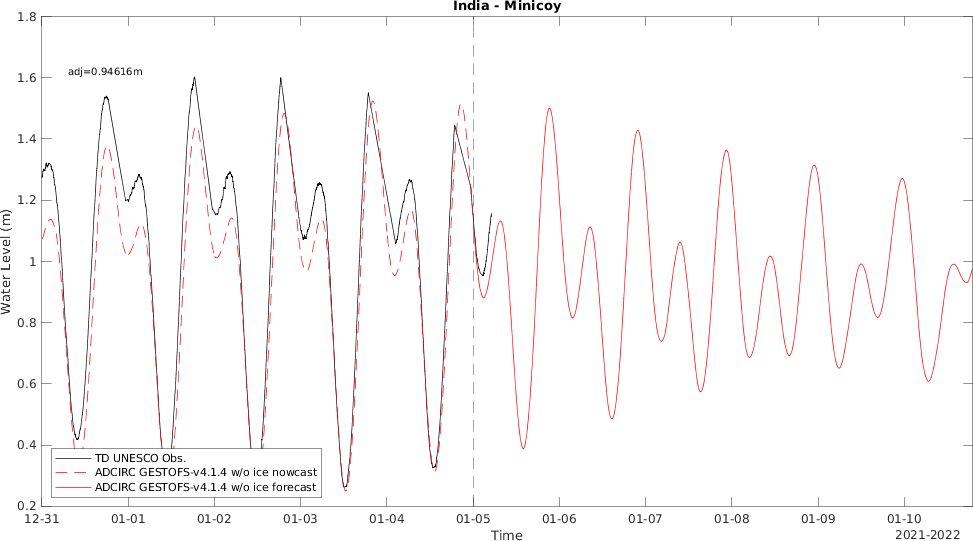 India - Minicoy
adj=0.94616m
Water Level (m)
1.8
1.6
1.4
1.2
1
0.8
0.6
0.4
0.2
TD UNESCO Obs.
ADCIRC GESTOFS-v4.1.4 w/o ice nowcast
ADCIRC GESTOFS-v4.1.4 w/o ice forecast
12-31 01-01 01-02 01-03 01-04 01-05 01-06 01-07 01-08 01-09 01-10
Time
2021-2022